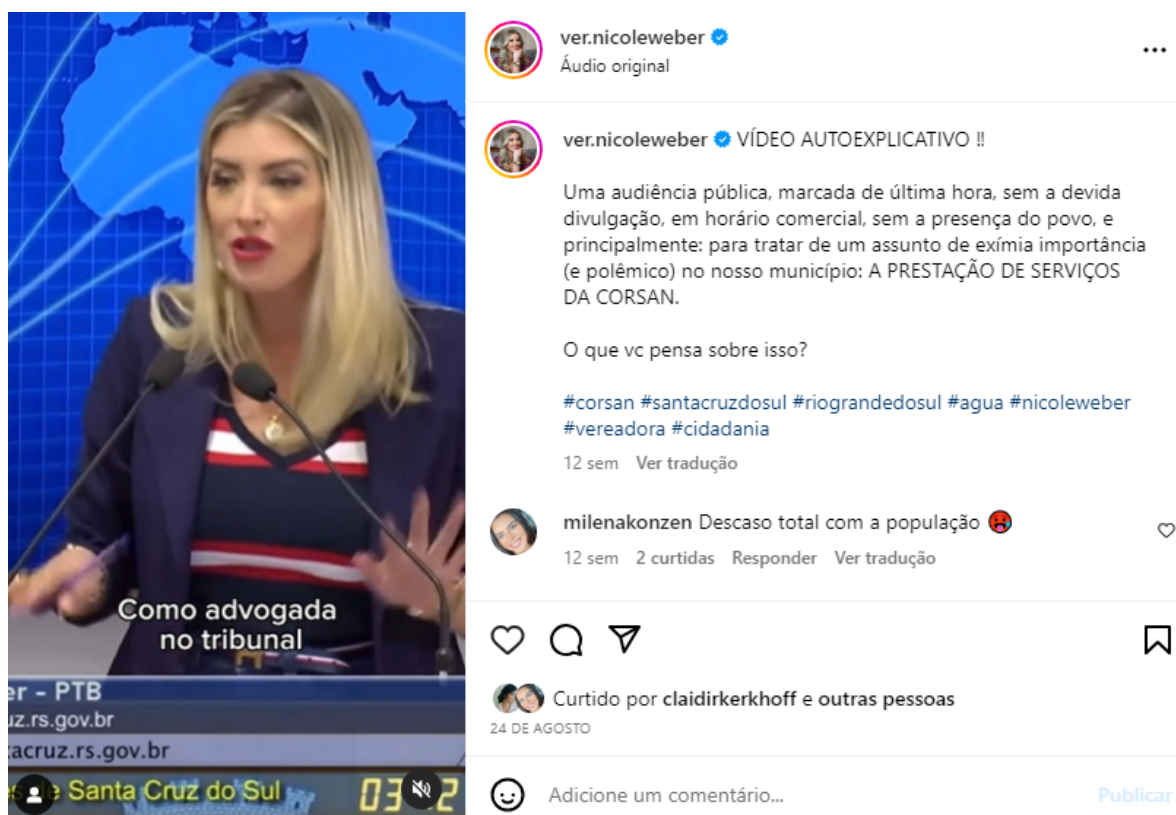 ver.nicoleweber
Áudio original
ver.nicoleweber VÍDEO AUTOEXPLICATIVO !!
Uma audiência pública, marcada de última hora, sem a devida
divulgação, em horário comercial, sem a presença do povo, e
principalmente: para tratar de um assunto de exímia importância
(e polêmico) no nosso município: A PRESTAÇÃO DE SERVIÇOS
DA CORSAN.
O que vc pensa sobre isso?
#corsan #santacruzdosul #riograndedosul #agua #nicoleweber
#vereadora #cidadania
12 sem Ver tradução
milenakonzen Descaso total com a população 🥵
12 sem 2 curtidas Responder Ver tradução
Curtido por claidirkerkhoff e outras pessoas
24 DE AGOSTO
Adicione um comentário...
Publicar
Como advogada
no tribunal
er - PTB
uz.rs.gov.br
acruz.rs.gov.br
de Santa Cruz do Sul